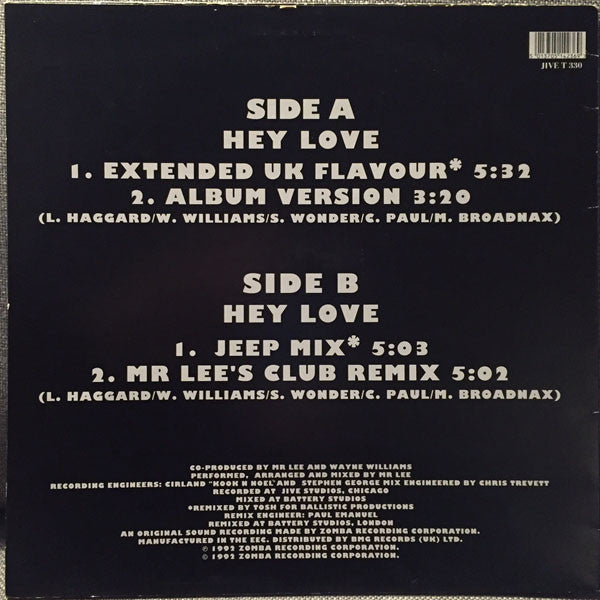 JIVE T 330
SIDE A
HEY LOVE
1. EXTENDED UK FLAVOUR* 5:32
2. ALBUM VERSION 3:20
(L. HAGGARD/W. WILLIAMS/S. WONDER/C. PAUL/M. BROADNAX)
SIDE B
HEY LOVE
1. JEEP MIX* 5:03
2. MR LEE'S CLUB REMIX 5:02
(L. HAGGARD/W. WILLIAMS/S. WONDER/C. PAUL/M. BROADNAX)
CO-PRODUCED BY MR LEE AND WAYNE WILLIAMS
PERFORMED, ARRANGED AND MIXED BY MR LEE
RECORDING ENGINEERS: CIRLAND "KOOK N NOEL" AND STEPHEN GEORGE MIX ENGINEERED BY CHRIS TREVETT
RECORDED AT JIVE STUDIOS, CHICAGO
MIXED AT BATTERY STUDIOS
*REMIXED BY TOSH FOR BALLISTIC PRODUCTIONS
REMIX ENGINEER: PAUL EMANUEL
REMIXED AT BATTERY STUDIOS, LONDON
AN ORIGINAL SOUND RECORDING MADE BY ZOMBA RECORDING CORPORATION.
MANUFACTURED IN THE EEC. DISTRIBUTED BY BMG RECORDS (UK) LTD.
℗ 1992 ZOMBA RECORDING CORPORATION.
© 1992 ZOMBA RECORDING CORPORATION.